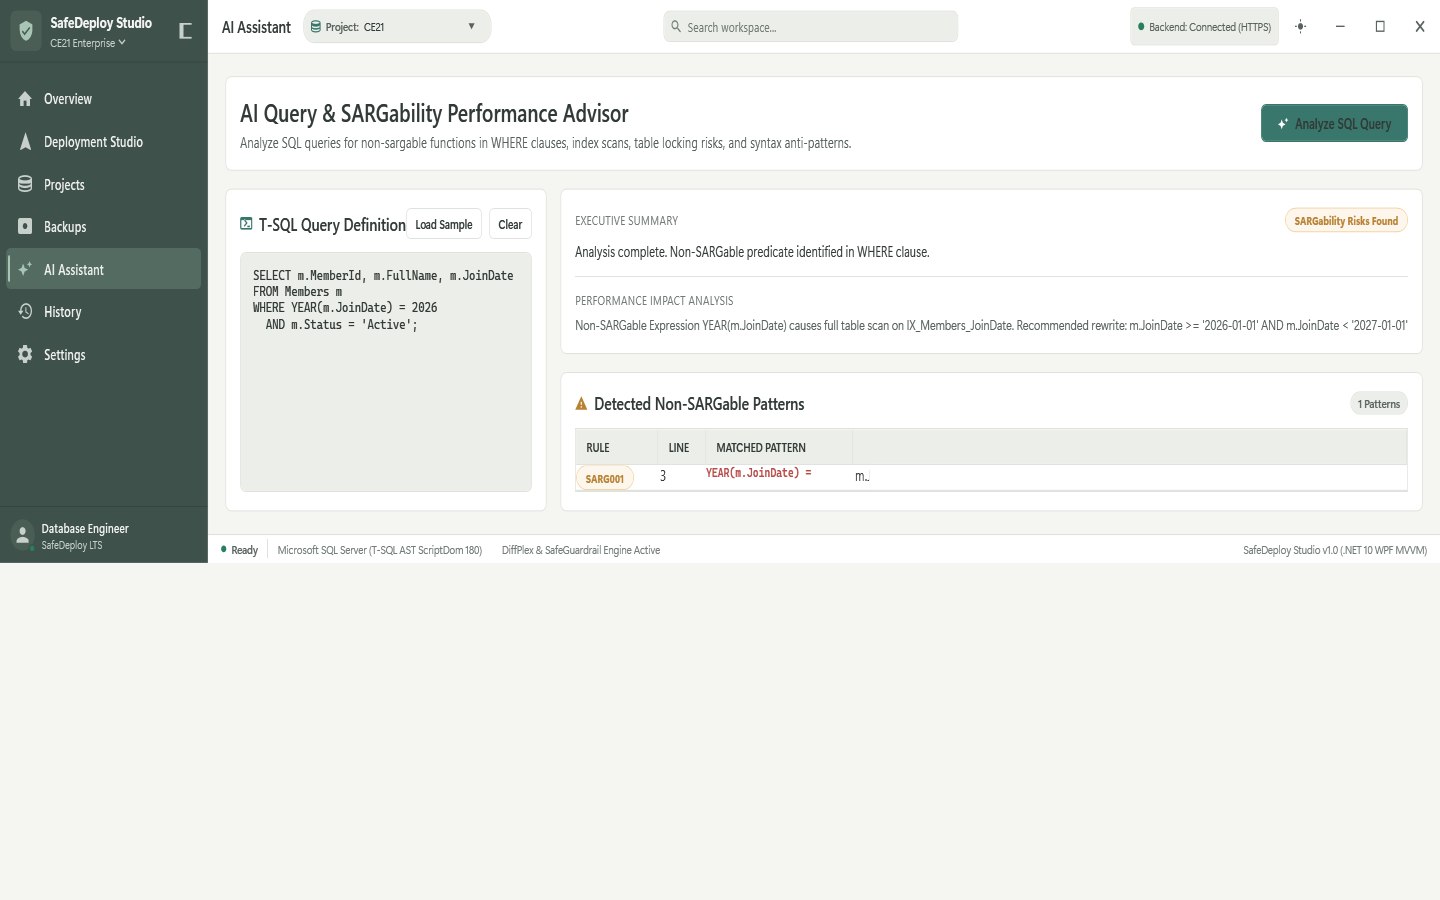 SafeDeploy Studio
CE21 Enterprise
AI Assistant
Project: CE21
Search workspace...
Backend: Connected (HTTPS)
Overview
Deployment Studio
Projects
Backups
AI Assistant
History
Settings
Database Engineer
SafeDeploy LTS
AI Query & SARGability Performance Advisor
Analyze SQL queries for non-sargable functions in WHERE clauses, index scans, table locking risks, and syntax anti-patterns.
Analyze SQL Query
T-SQL Query Definition
Load Sample
Clear
SELECT m.MemberId, m.FullName, m.JoinDate
FROM Members m
WHERE YEAR(m.JoinDate) = 2026
AND m.Status = 'Active';
EXECUTIVE SUMMARY
SARGability Risks Found
Analysis complete. Non-SARGable predicate identified in WHERE clause.
PERFORMANCE IMPACT ANALYSIS
Non-SARGable Expression YEAR(m.JoinDate) causes full table scan on IX_Members_JoinDate. Recommended rewrite: m.JoinDate >= '2026-01-01' AND m.JoinDate < '2027-01-01'
Detected Non-SARGable Patterns
1 Patterns
RULE LINE MATCHED PATTERN
SARG001 3 YEAR(m.JoinDate) = m..
Ready
Microsoft SQL Server (T-SQL AST ScriptDom 180)
DiffPlex & SafeGuardrail Engine Active
SafeDeploy Studio v1.0 (.NET 10 WPF MVVM)